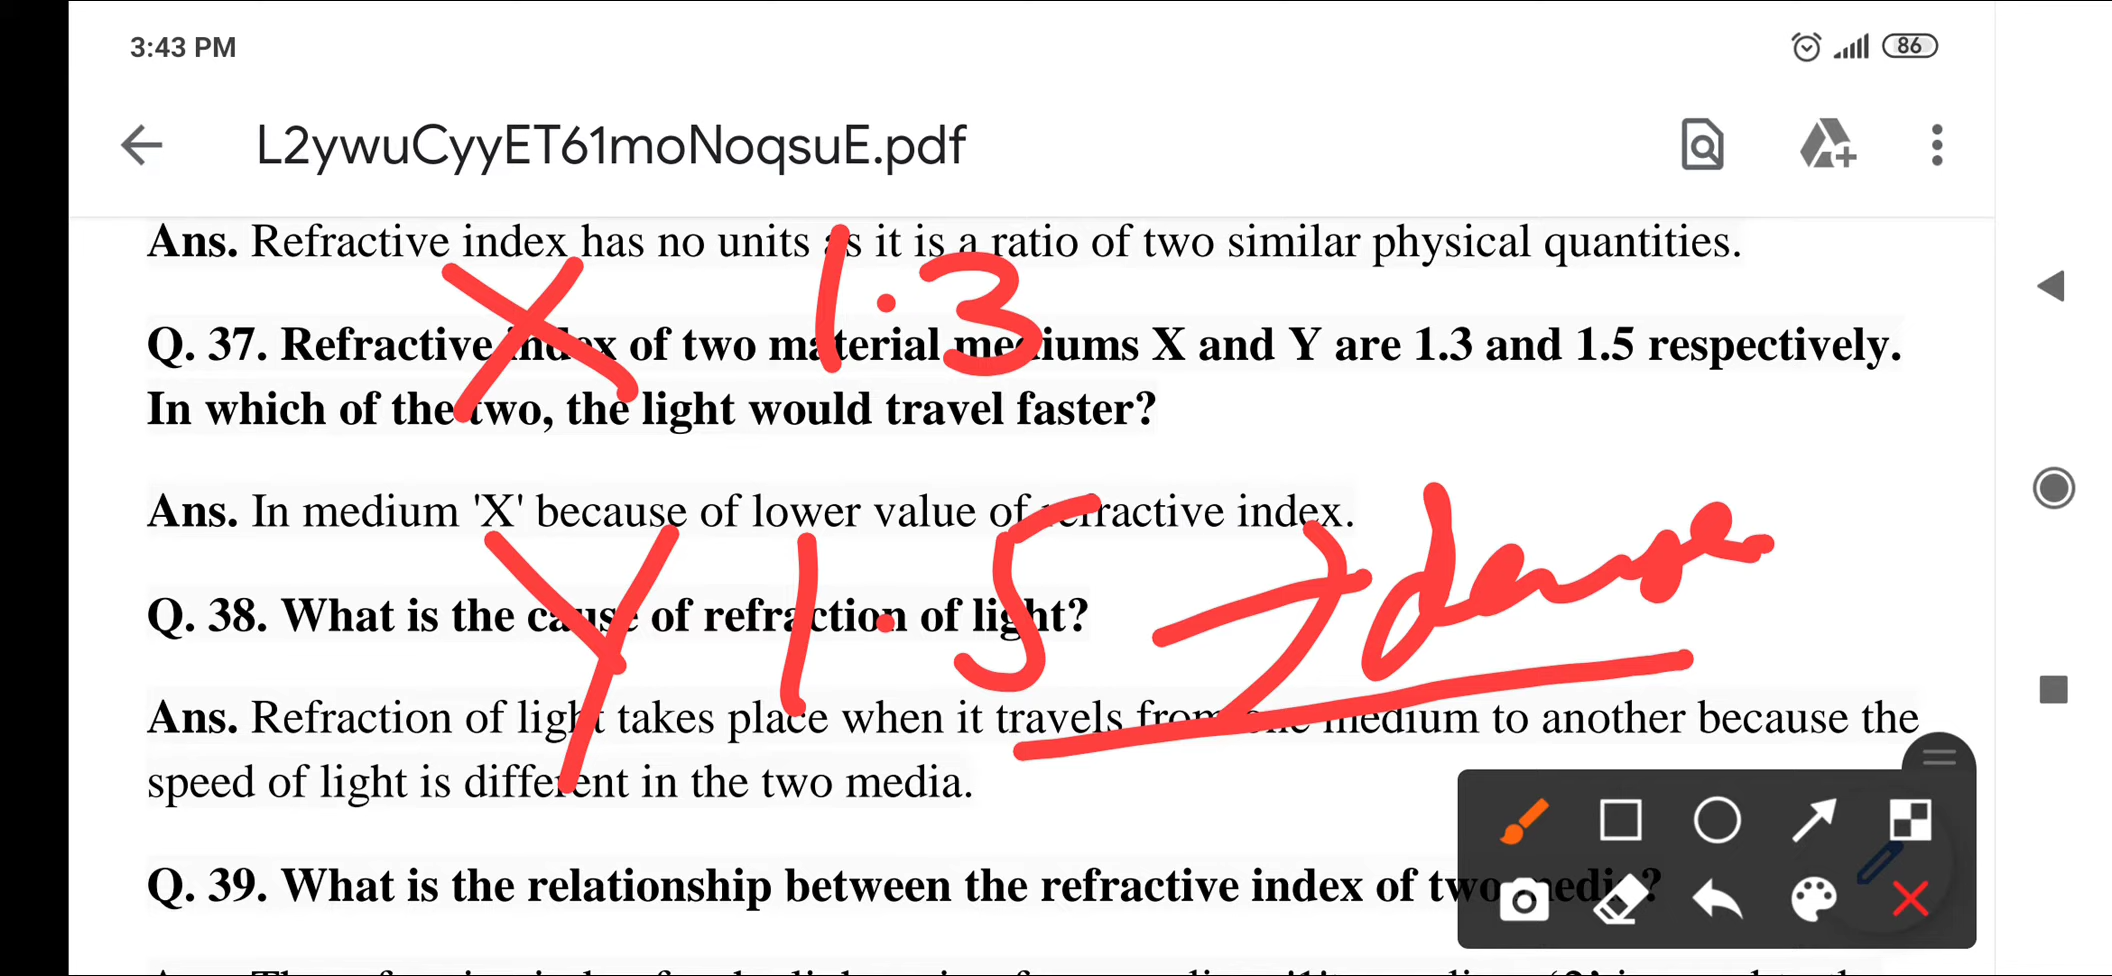 3:43 PM
86
L2ywuCyyET61moNoqsuE.pdf
Ans. Refractive index has no units as it is a ratio of two similar physical quantities.
X 1.3
Q. 37. Refractive index of two material mediums X and Y are 1.3 and 1.5 respectively.
In which of the two, the light would travel faster?
Ans. In medium 'X' because of lower value of refractive index.
Y 1.5 → denser
Q. 38. What is the cause of refraction of light?
Ans. Refraction of light takes place when it travels from one medium to another because the
speed of light is different in the two media.
Q. 39. What is the relationship between the refractive index of two media?